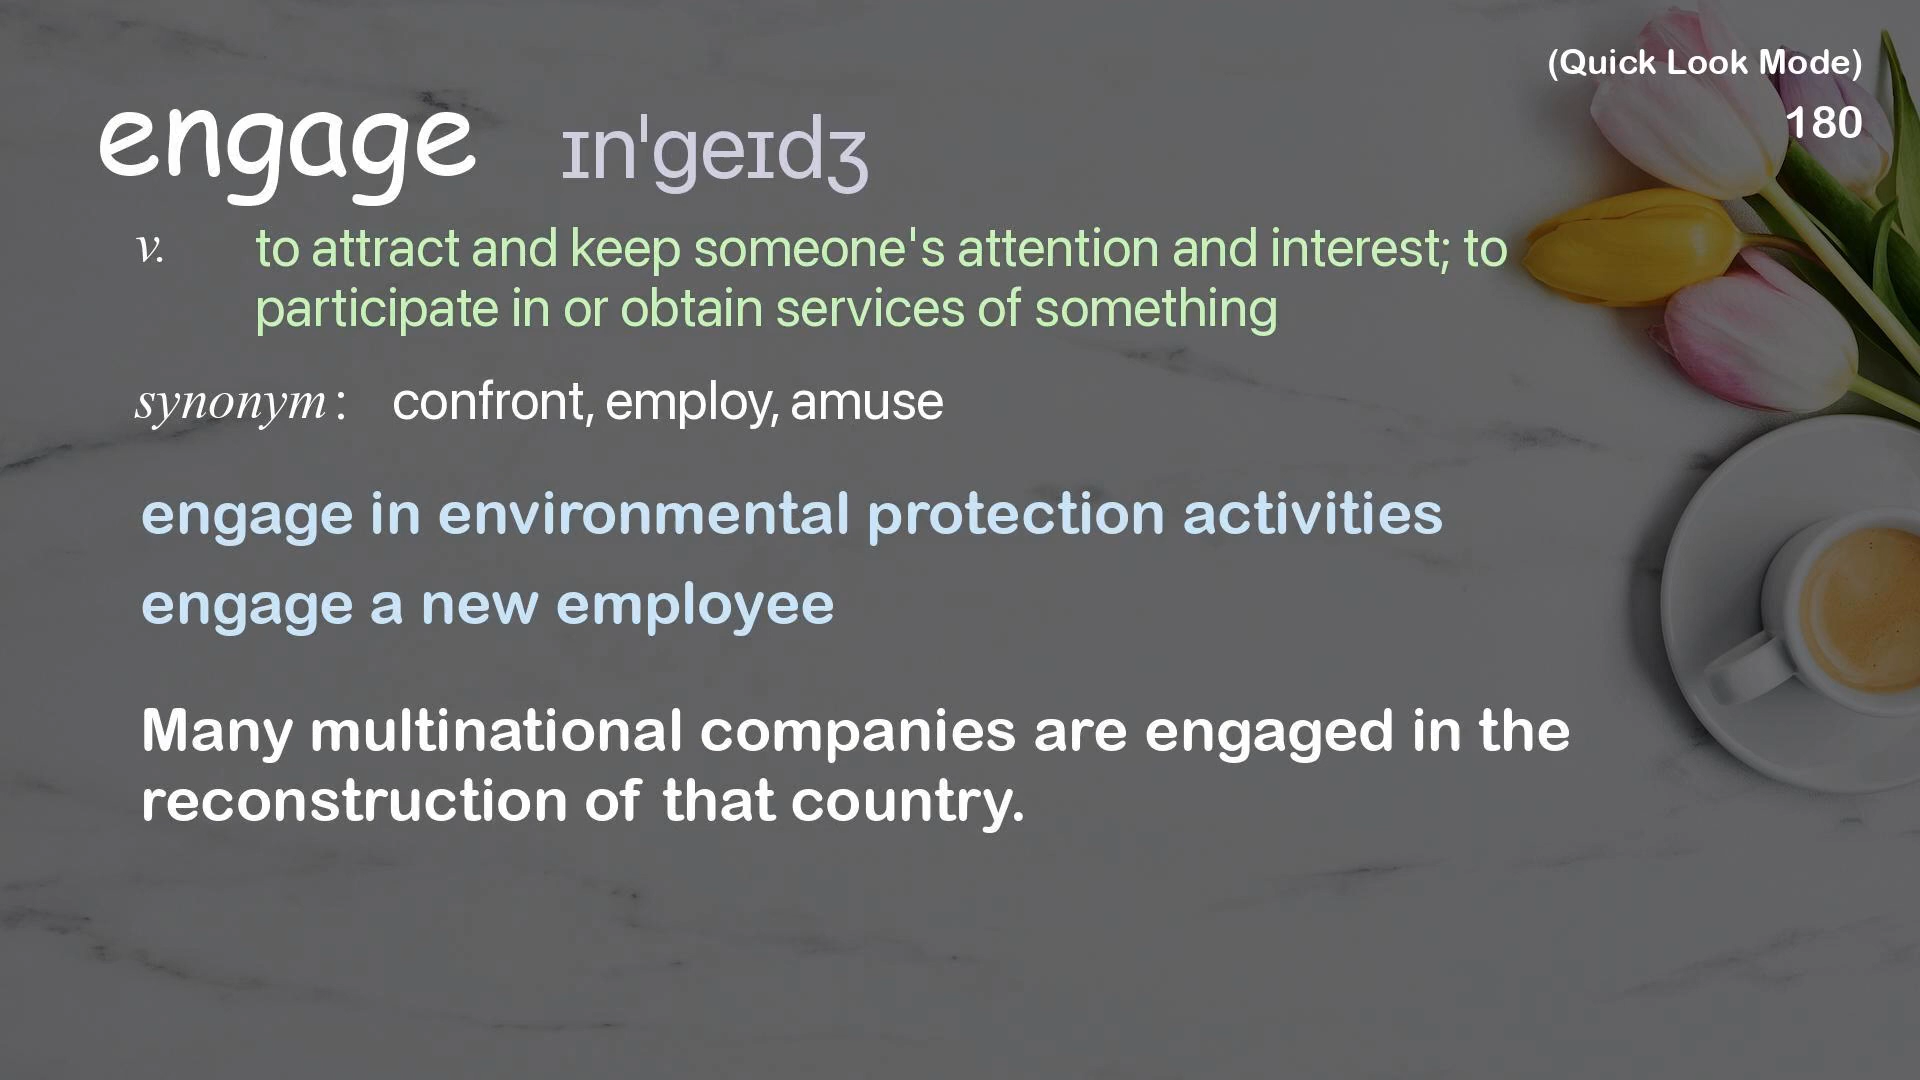 (Quick Look Mode)
180
engage ɪnˈɡeɪdʒ
v. to attract and keep someone's attention and interest; to
participate in or obtain services of something
synonym: confront, employ, amuse
engage in environmental protection activities
engage a new employee
Many multinational companies are engaged in the
reconstruction of that country.